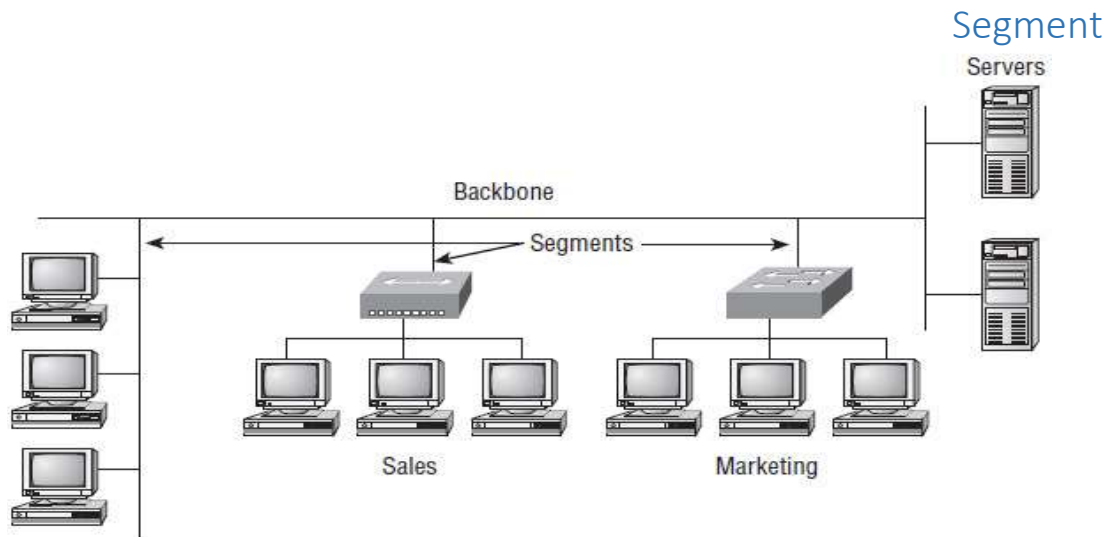 Segment
Servers
Backbone
Segments
Sales
Marketing